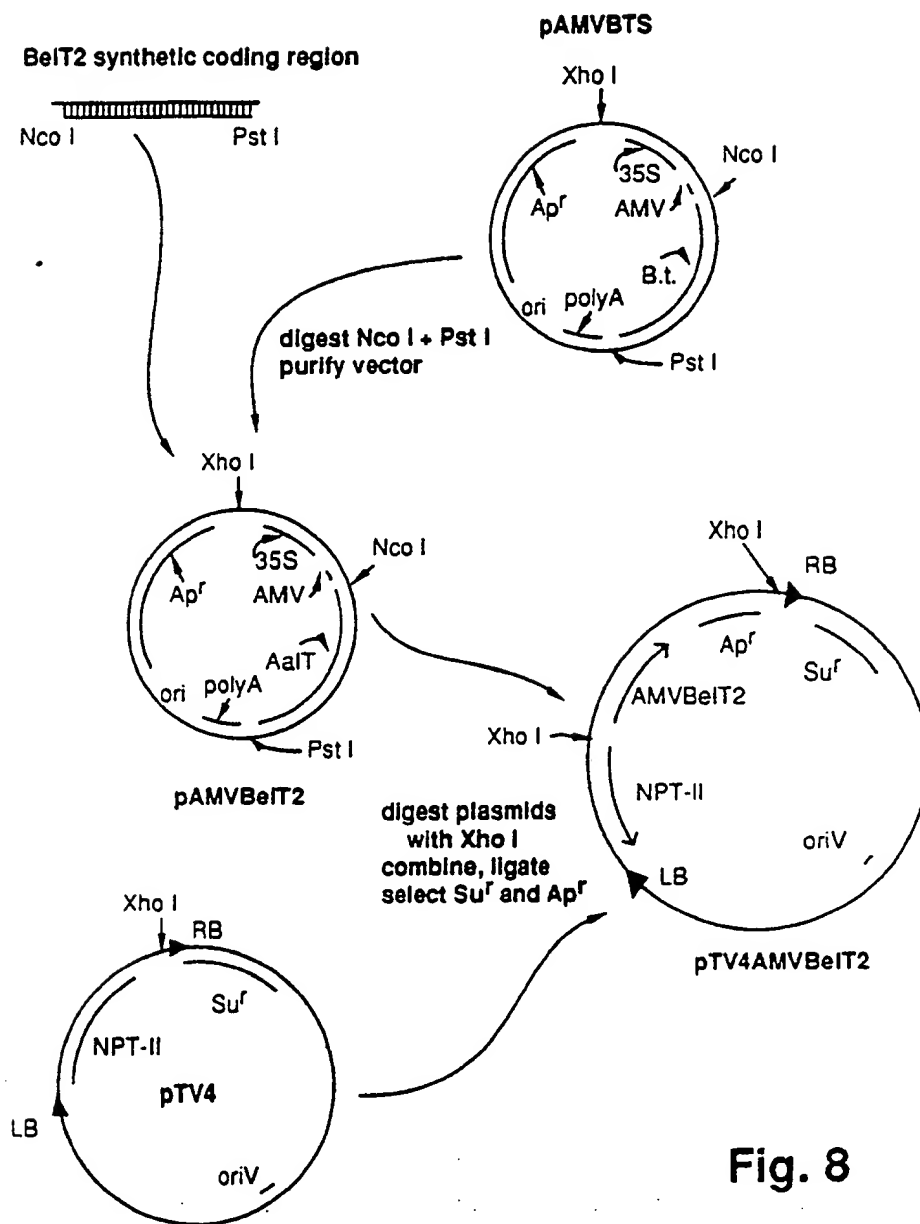 pAMVBTS
BelT2 synthetic coding region
Nco I
Pst I
Xho I
Nco I
35S
AMV
Apʳ
B.t.
ori
polyA
Pst I
digest Nco I + Pst I
purify vector
Xho I
Nco I
35S
AMV
Apʳ
AaIT
ori
polyA
Pst I
pAMVBelT2
Xho I
RB
Apʳ
Suʳ
AMVBelT2
Xho I
NPT-II
oriV
LB
pTV4AMVBelT2
digest plasmids
with Xho I
combine, ligate
select Suʳ and Apʳ
Xho I
RB
Suʳ
NPT-II
pTV4
LB
oriV
Fig. 8